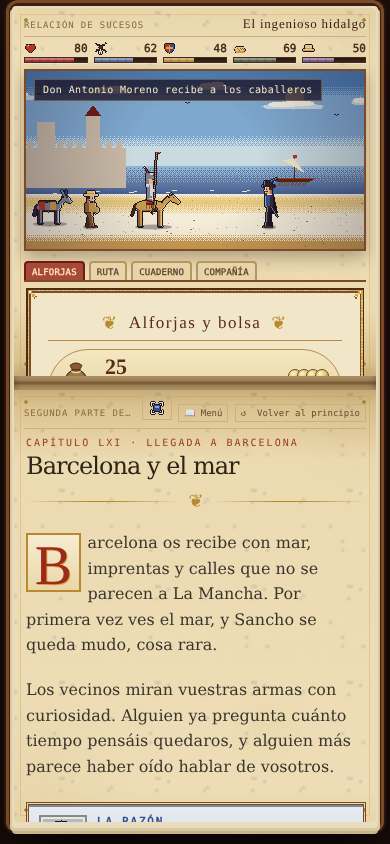 RELACIÓN DE SUCESOS
El ingenioso hidalgo
80
62
48
69
50
Don Antonio Moreno recibe a los caballeros
ALFORJAS
RUTA
CUADERNO
COMPAÑÍA
Alforjas y bolsa
25
SEGUNDA PARTE DE…
Menú
Volver al principio
CAPÍTULO LXI · LLEGADA A BARCELONA
Barcelona y el mar
Barcelona os recibe con mar,
imprentas y calles que no se
parecen a La Mancha. Por
primera vez ves el mar, y Sancho se
queda mudo, cosa rara.
Los vecinos miran vuestras armas con
curiosidad. Alguien ya pregunta cuánto
tiempo pensáis quedaros, y alguien más
parece haber oído hablar de vosotros.
LA RAZÓN